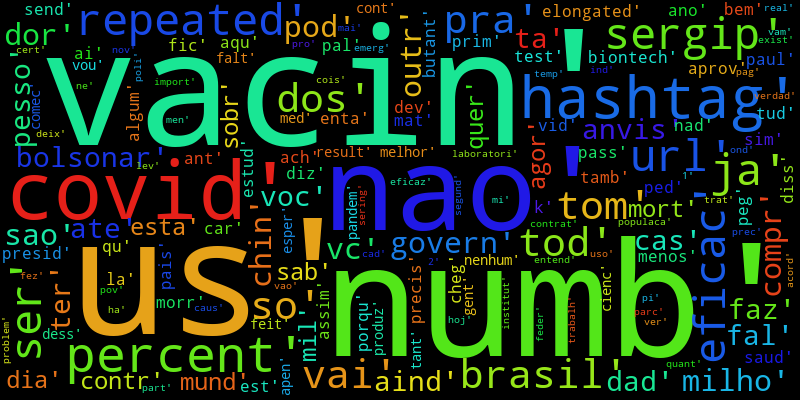 send' repeated' pod' pra' cont' elongated' ano' bem' real'
dor' ai' fic' aqu' mai' outr' butant' prim' ta' sergip' vam'
vou' cert' nov' pro' pal' emerg' test' biontech' aprov' paul' exist'
vacin' falt' poli' temp' ind' pag'
pesso' comec' ne' import' algum' sobr' dos' cois' quer' hashtag' verdad' tud'
deix' men' med' enta' dev' mat' vid' anvis' had' sim'
bolsonar' ant' estud' ach' result' melhor' laboratori' agor' pass' url' ond' diss'
covid' lev' diz' nao' eficaz' tamb' ped' 1' ja'
voc' pandem' sering' cad' segund' mi' k' tom' mort' trat' peg'
sao' ate' esta' car' chin' esper' vc' govern' contrat' populaca' prec' compr'
presid' qu' us' tod' cas' eficac' acord'
fez' la' pais' sab' 2' nenhum' entend' uso' menos'
ser' ter' pov' vao' cheg' gent' cienc' numb' pi'
ha' morr' caus' so' assim' porqu' produz' precis' institut' parc' faz'
problem' dess' feit' mil' hoj' feder' trabalh' ver' fal'
percent' tant' quant' saud'
dia' contr' mund' est' apen' vai' aind' brasil' dad' milho'
part'